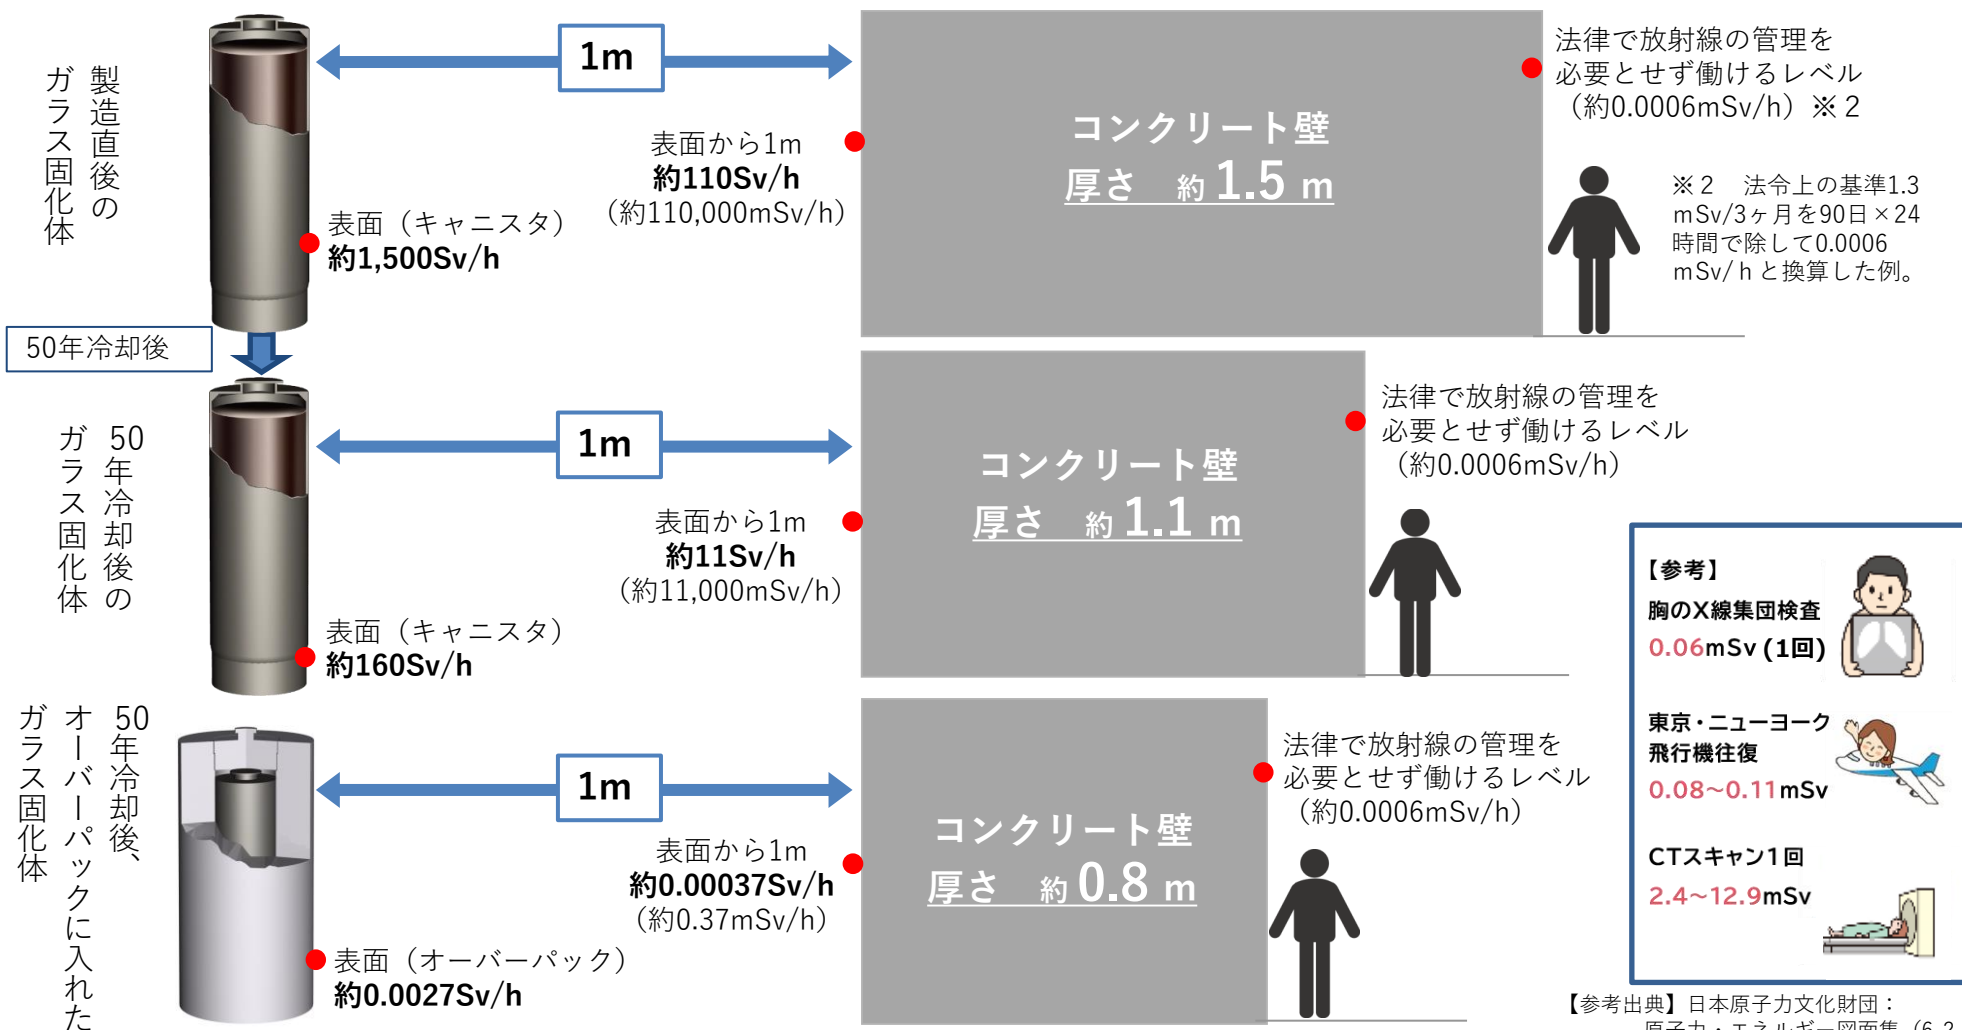 製造直後の
ガラス固化体
1m
表面から1m
約110Sv/h
（約110,000mSv/h）
表面（キャニスタ）
約1,500Sv/h
コンクリート壁
厚さ　約1.5 m
法律で放射線の管理を
必要とせず働けるレベル
（約0.0006mSv/h）※２
※２　法令上の基準1.3
mSv/3ヶ月を90日×24
時間で除して0.0006
mSv/ｈと換算した例。
50年冷却後
50年冷却後の
ガラス固化体
1m
表面から1m
約11Sv/h
（約11,000mSv/h）
表面（キャニスタ）
約160Sv/h
コンクリート壁
厚さ　約1.1 m
法律で放射線の管理を
必要とせず働けるレベル
（約0.0006mSv/h）
50年冷却後、
オーバーパックに入れた
ガラス固化体
1m
表面から1m
約0.00037Sv/h
（約0.37mSv/h）
表面（オーバーパック）
約0.0027Sv/h
コンクリート壁
厚さ　約0.8 m
法律で放射線の管理を
必要とせず働けるレベル
（約0.0006mSv/h）
【参考】
胸のX線集団検査
0.06mSv (1回)
東京・ニューヨーク
飛行機往復
0.08～0.11mSv
CTスキャン1回
2.4～12.9mSv
【参考出典】日本原子力文化財団：
原子力・エネルギー図面集（6-2